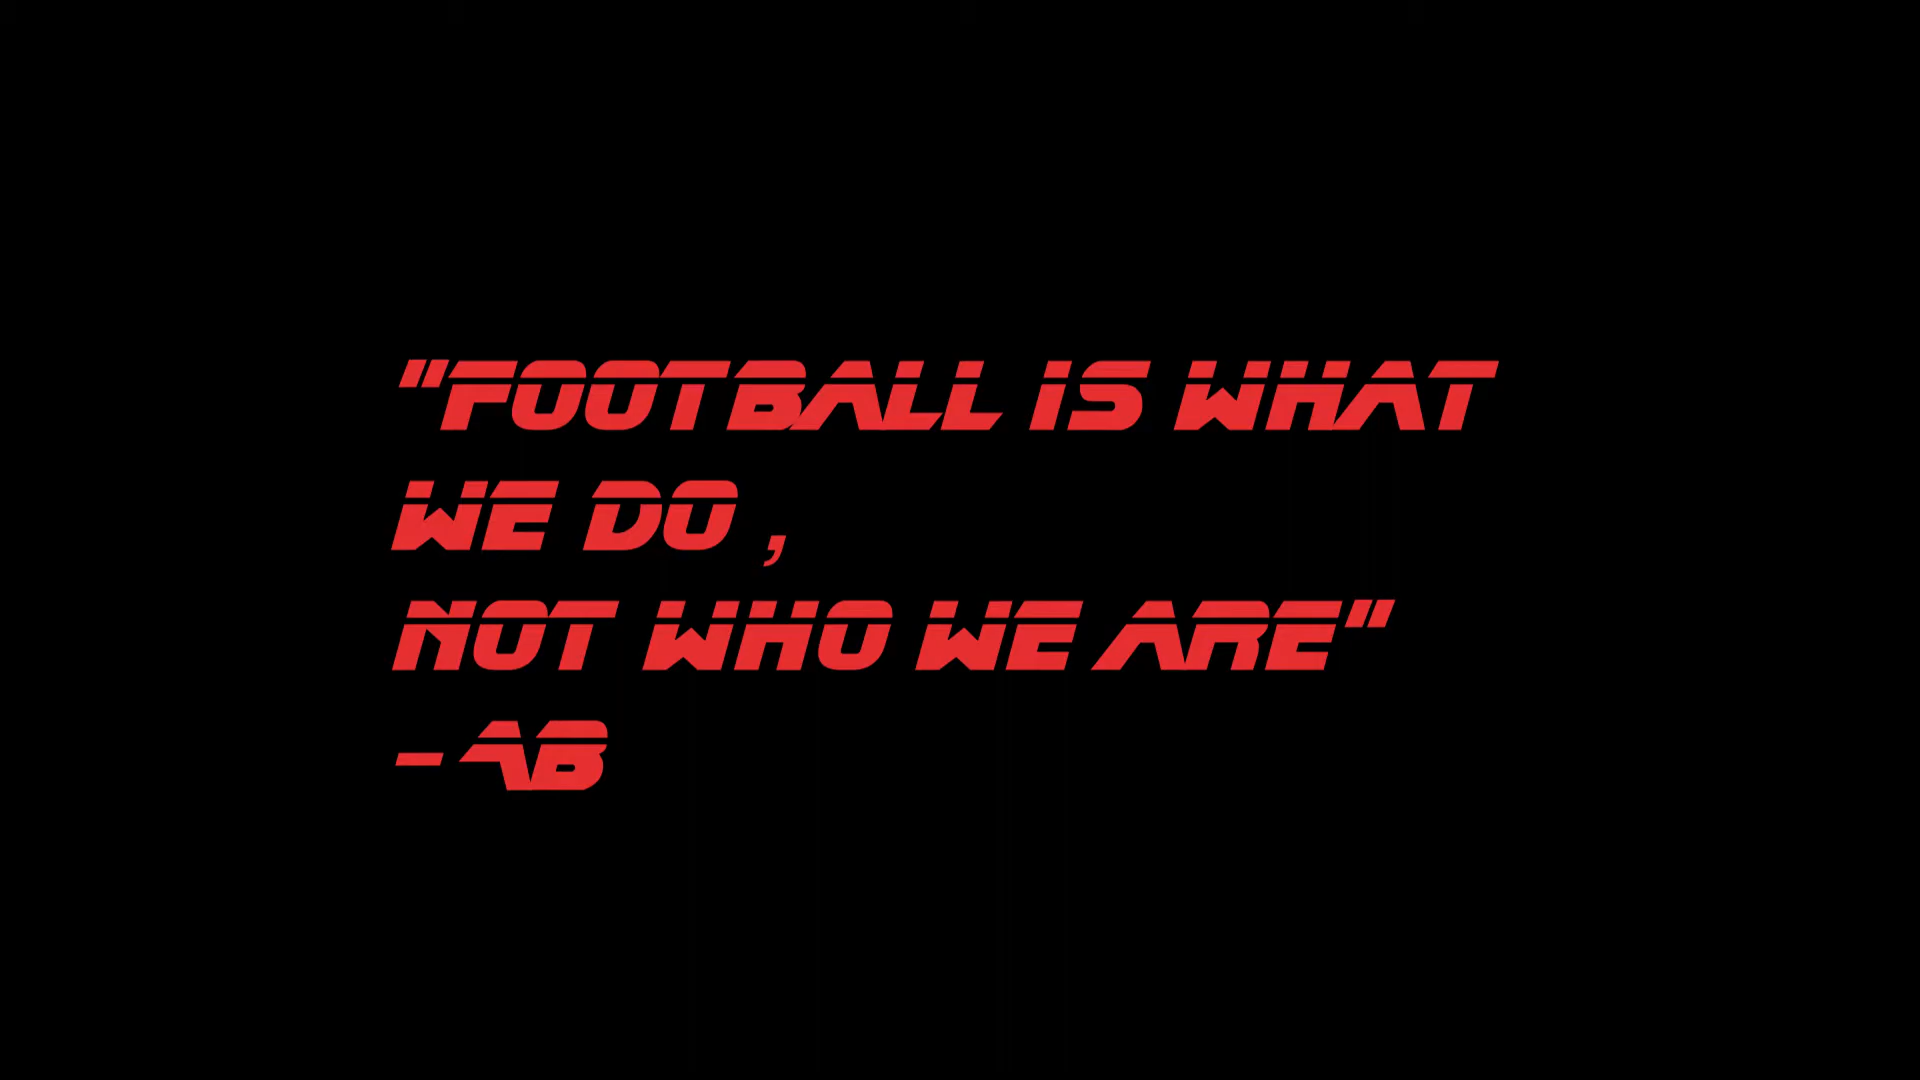 "FOOTBALL IS WHAT
WE DO ,
NOT WHO WE ARE"
- AB